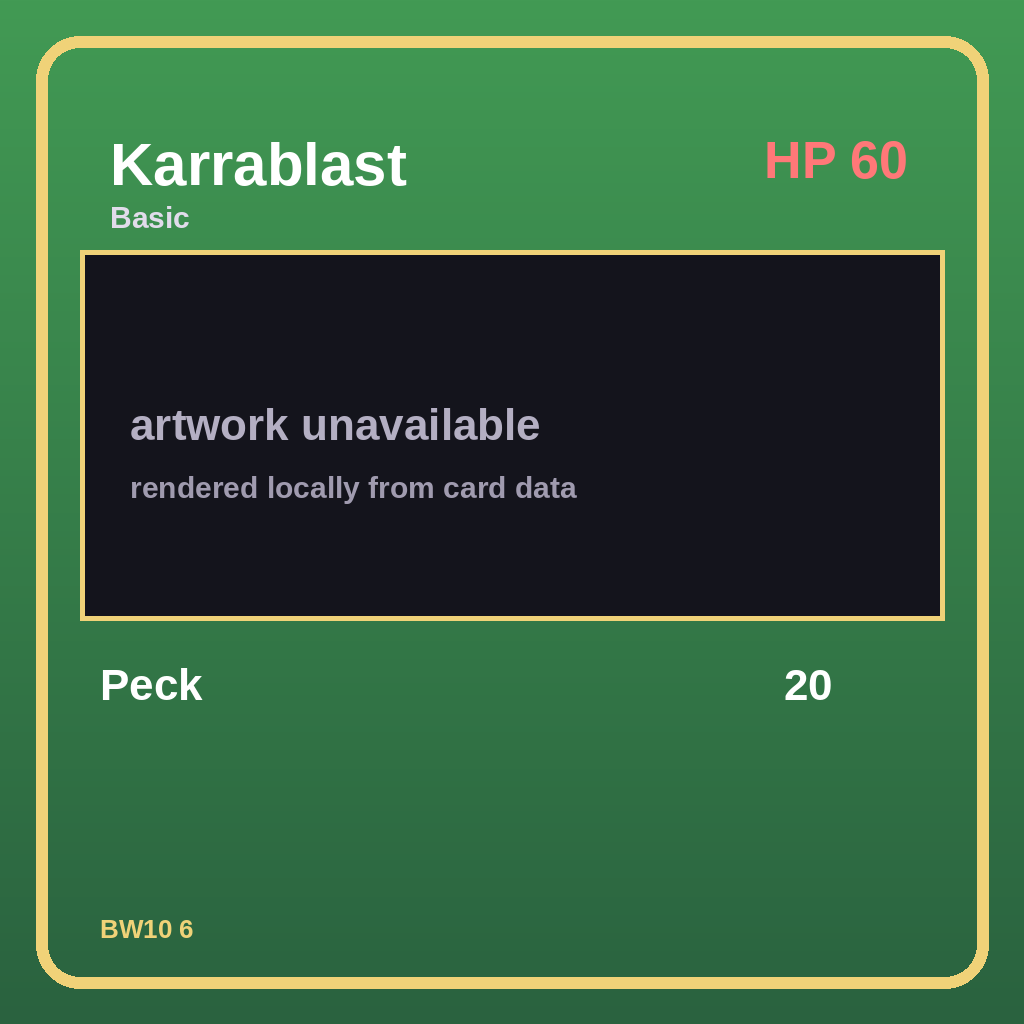 Karrablast
HP 60
Basic
artwork unavailable
rendered locally from card data
Peck
20
BW10 6